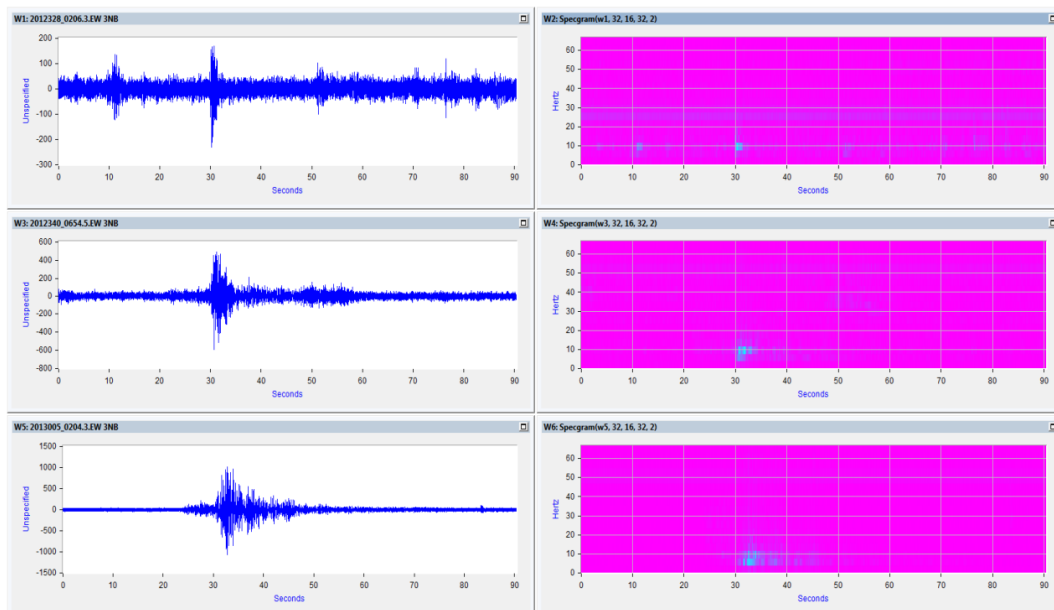 W1: 2012328_0206.3.EW 3NB
200
100
0
-100
-200
-300
Unspecified
0 10 20 30 40 50 60 70 80 90
Seconds
W2: Specgram(w1, 32, 16, 32, 2)
60
50
40
30
20
10
0
Hertz
0 10 20 30 40 50 60 70 80 90
Seconds
W3: 2012340_0654.5.EW 3NB
600
400
200
0
-200
-400
-600
-800
Unspecified
0 10 20 30 40 50 60 70 80 90
Seconds
W4: Specgram(w3, 32, 16, 32, 2)
60
50
40
30
20
10
0
Hertz
0 10 20 30 40 50 60 70 80 90
Seconds
W5: 2013005_0204.3.EW 3NB
1500
1000
500
0
-500
-1000
-1500
Unspecified
0 10 20 30 40 50 60 70 80 90
Seconds
W6: Specgram(w5, 32, 16, 32, 2)
60
50
40
30
20
10
0
Hertz
0 10 20 30 40 50 60 70 80 90
Seconds